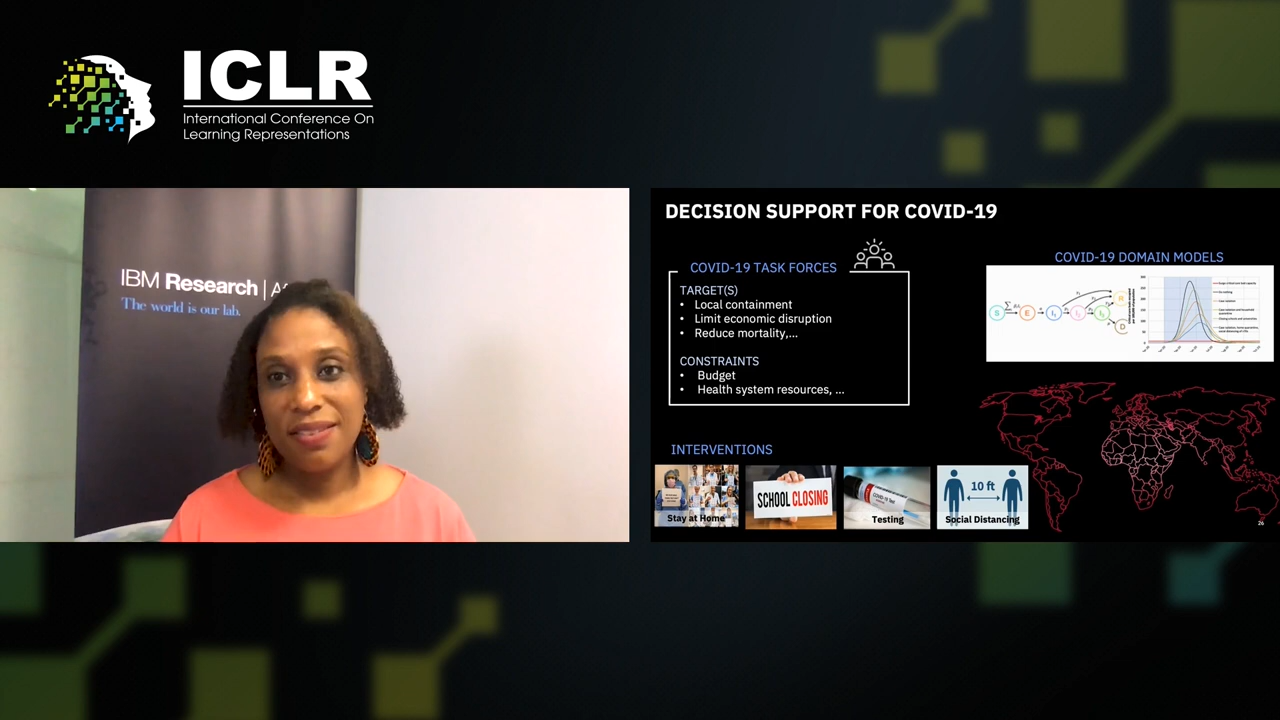 ICLR
International Conference On
Learning Representations
IBM Research |
The world is our lab.
DECISION SUPPORT FOR COVID-19
COVID-19 TASK FORCES
TARGET(S)
• Local containment
• Limit economic disruption
• Reduce mortality,...
CONSTRAINTS
• Budget
• Health system resources, ...
COVID-19 DOMAIN MODELS
S
E
R
D
INTERVENTIONS
Stay at Home
SCHOOL CLOSING
Testing
10 ft
Social Distancing
26